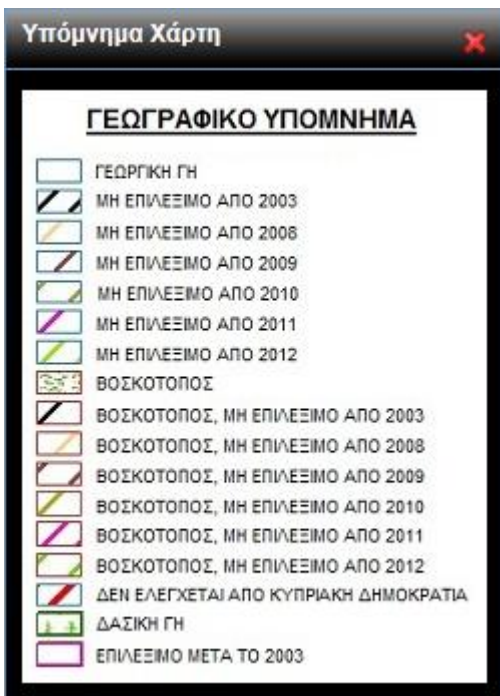 Υπόμνημα Χάρτη
ΓΕΩΓΡΑΦΙΚΟ ΥΠΟΜΝΗΜΑ
ΓΕΩΡΓΙΚΗ ΓΗ
ΜΗ ΕΠΙΛΕΞΙΜΟ ΑΠΟ 2003
ΜΗ ΕΠΙΛΕΞΙΜΟ ΑΠΟ 2008
ΜΗ ΕΠΙΛΕΞΙΜΟ ΑΠΟ 2009
ΜΗ ΕΠΙΛΕΞΙΜΟ ΑΠΟ 2010
ΜΗ ΕΠΙΛΕΞΙΜΟ ΑΠΟ 2011
ΜΗ ΕΠΙΛΕΞΙΜΟ ΑΠΟ 2012
ΒΟΣΚΟΤΟΠΟΣ
ΒΟΣΚΟΤΟΠΟΣ, ΜΗ ΕΠΙΛΕΞΙΜΟ ΑΠΟ 2003
ΒΟΣΚΟΤΟΠΟΣ, ΜΗ ΕΠΙΛΕΞΙΜΟ ΑΠΟ 2008
ΒΟΣΚΟΤΟΠΟΣ, ΜΗ ΕΠΙΛΕΞΙΜΟ ΑΠΟ 2009
ΒΟΣΚΟΤΟΠΟΣ, ΜΗ ΕΠΙΛΕΞΙΜΟ ΑΠΟ 2010
ΒΟΣΚΟΤΟΠΟΣ, ΜΗ ΕΠΙΛΕΞΙΜΟ ΑΠΟ 2011
ΒΟΣΚΟΤΟΠΟΣ, ΜΗ ΕΠΙΛΕΞΙΜΟ ΑΠΟ 2012
ΔΕΝ ΕΛΕΓΧΕΤΑΙ ΑΠΟ ΚΥΠΡΙΑΚΗ ΔΗΜΟΚΡΑΤΙΑ
ΔΑΣΙΚΗ ΓΗ
ΕΠΙΛΕΞΙΜΟ ΜΕΤΑ ΤΟ 2003